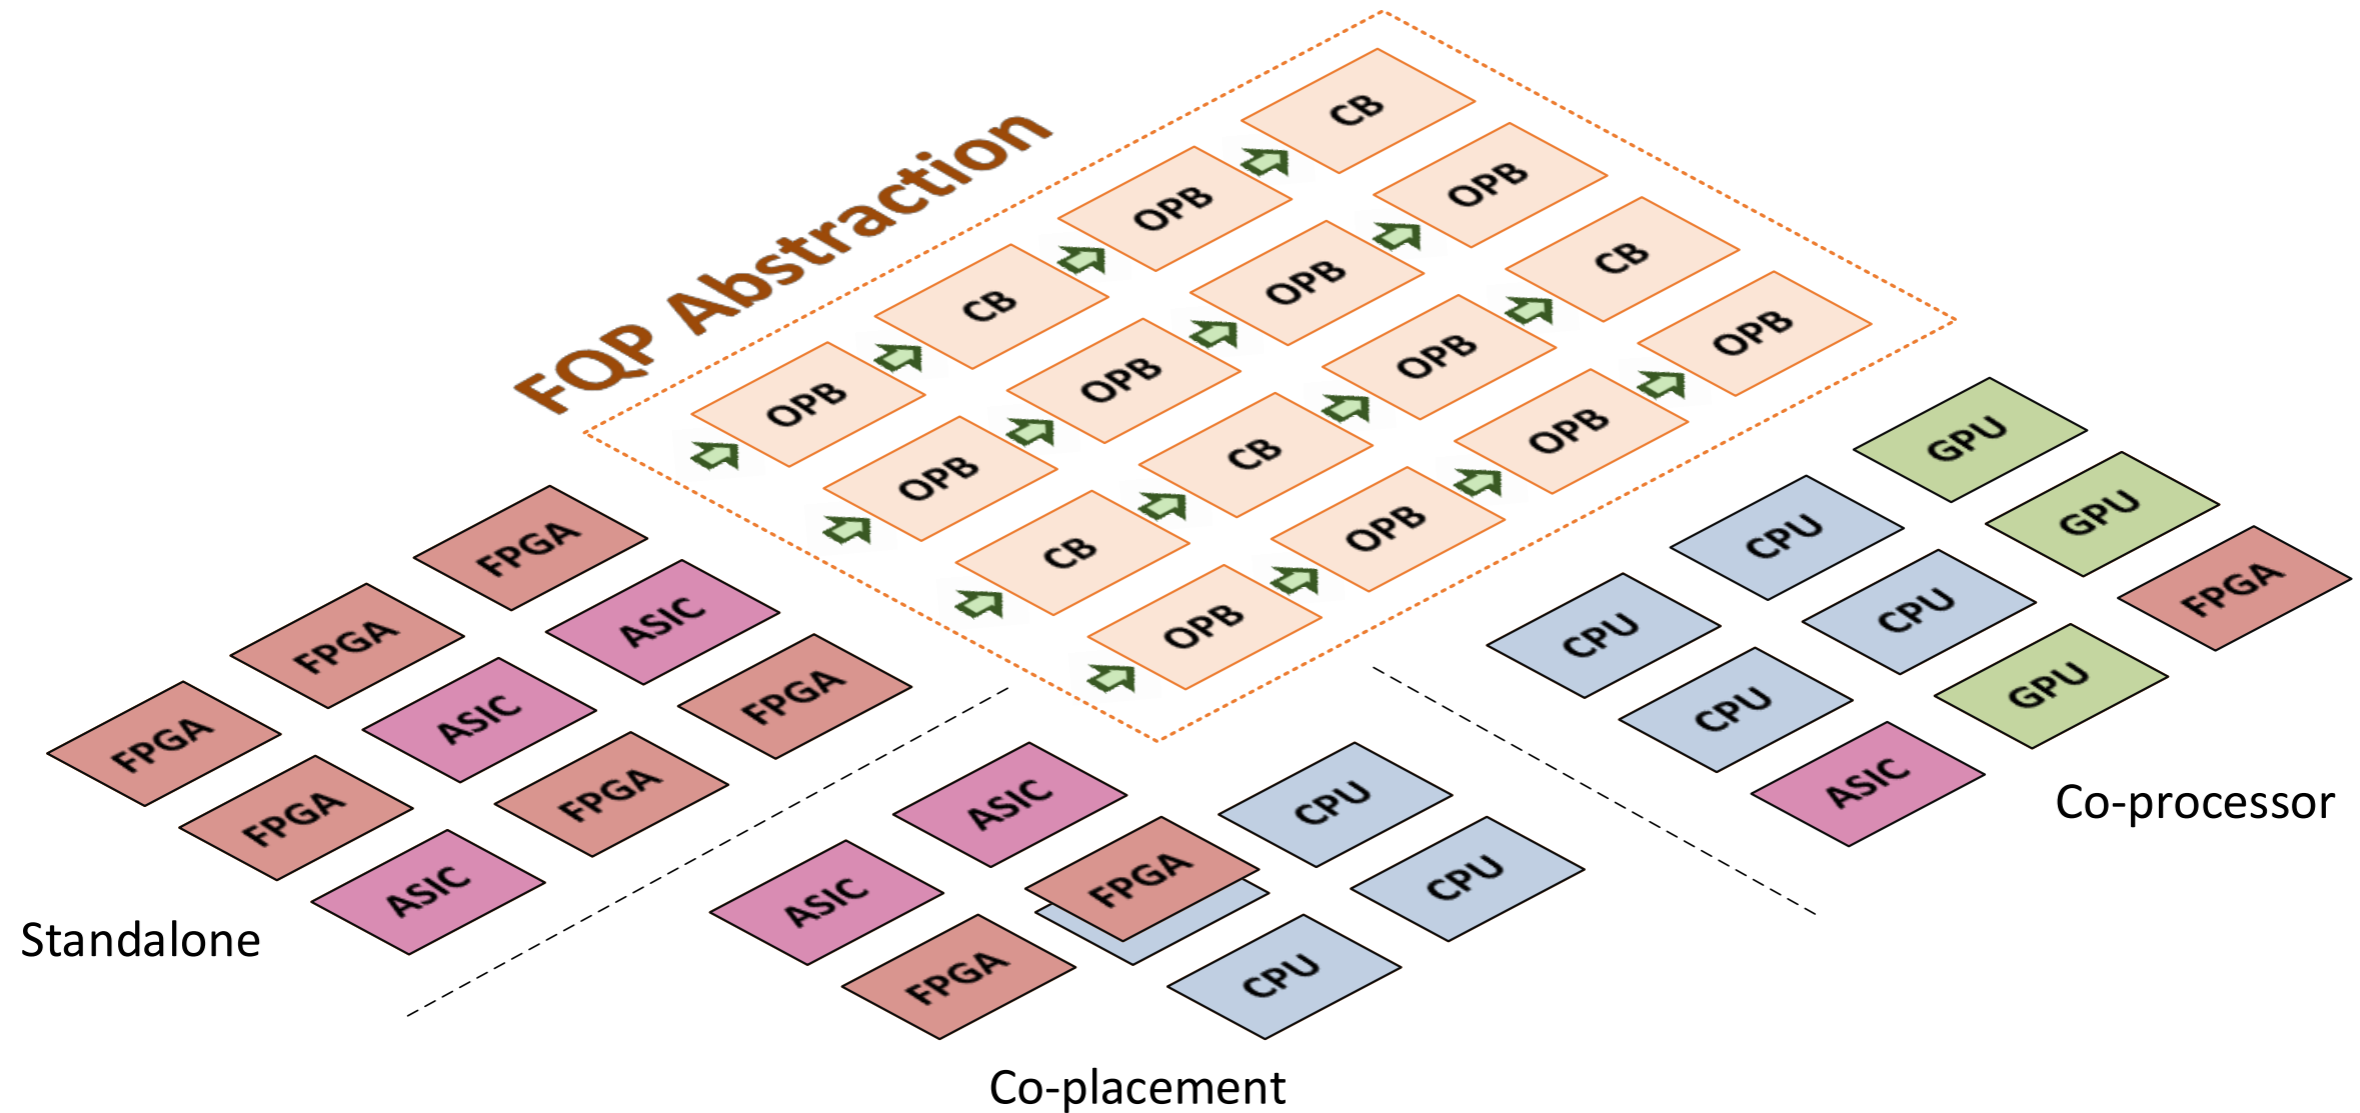 FQP Abstraction
CB
OPB
OPB
CB
OPB
CB
OPB
OPB
OPB
OPB
OPB
CB
OPB
OPB
CB
OPB
FPGA
ASIC
FPGA
FPGA
ASIC
FPGA
FPGA
FPGA
ASIC
Standalone
ASIC
CPU
ASIC
FPGA
CPU
FPGA
CPU
Co-placement
GPU
CPU
GPU
CPU
CPU
FPGA
CPU
GPU
ASIC
Co-processor